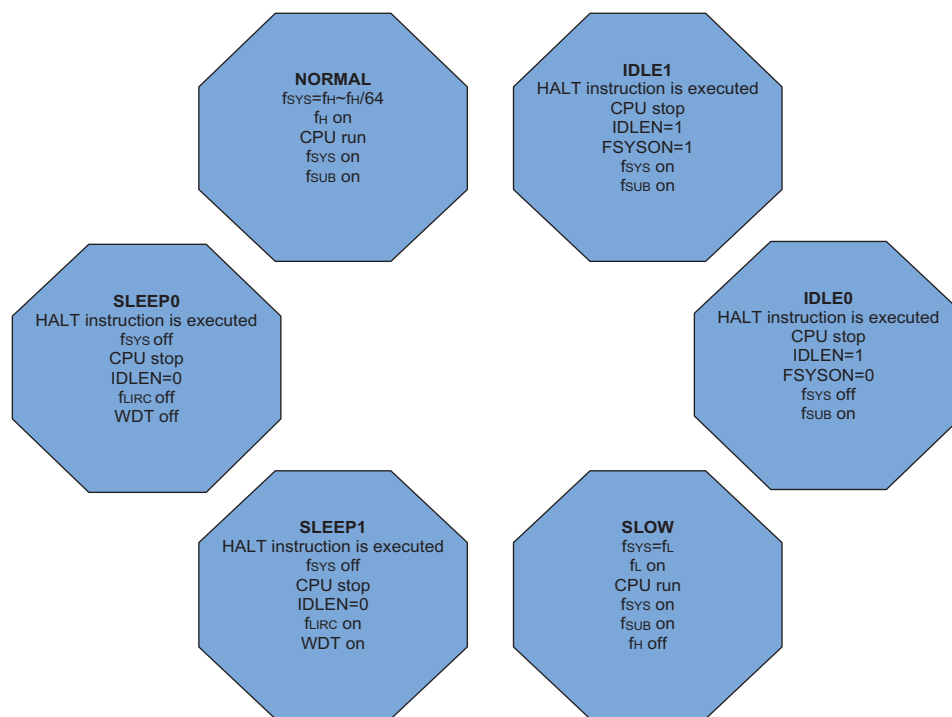 NORMAL
fSYS=fH~fH/64
fH on
CPU run
fSYS on
fSUB on
IDLE1
HALT instruction is executed
CPU stop
IDLEN=1
FSYSON=1
fSYS on
fSUB on
SLEEP0
HALT instruction is executed
fSYS off
CPU stop
IDLEN=0
fLIRC off
WDT off
IDLE0
HALT instruction is executed
CPU stop
IDLEN=1
FSYSON=0
fSYS off
fSUB on
SLEEP1
HALT instruction is executed
fSYS off
CPU stop
IDLEN=0
fLIRC on
WDT on
SLOW
fSYS=fL
fL on
CPU run
fSYS on
fSUB on
fH off